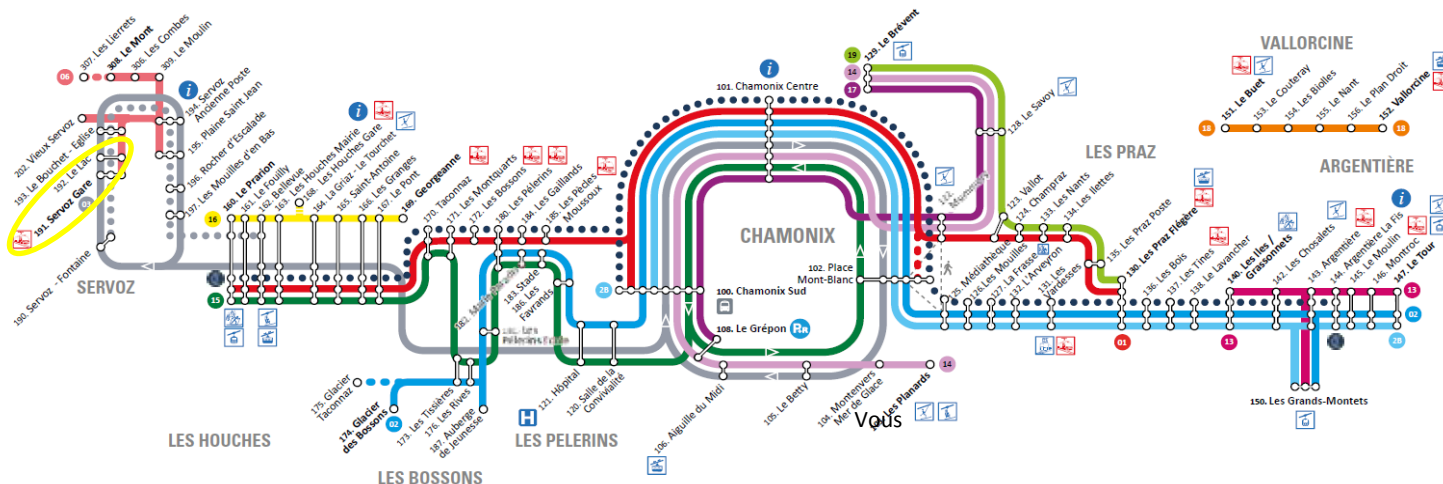 307. Les Lierrets
308. Le Mont
306. Les Combes
309. Le Moulin
06
i
194. Servoz
Ancienne Poste
195. Plaine Saint Jean
196. Rocher d'Escalade
197. Les Mouilles d'en Bas
202. Vieux Servoz
193. Le Bouchet - Eglise
192. Le Lac
191. Servoz Gare
190. Servoz - Fontaine
SERVOZ
16
15
160. Le Prarion
161. Le Fouilly
162. Bellevue
163. Les Houches Mairie
168. Les Houches Gare
164. La Griaz - Le Tourchet
165. Saint-Antoine
166. Les Granges
167. Le Pont
169. Georgeanne
i
LES HOUCHES
170. Taconnaz
171. Les Montquarts
172. Les Bossons
180. Les Pélerins
184. Les Gaillands
185. Les Pècles
Moussoux
183. Stade
186. Les
Favrands
175. Glacier
Taconnaz
174. Glacier
des Bossons
02
173. Les Tissières
176. Les Rives
187. Auberge
de Jeunesse
LES BOSSONS
H
121. Hôpital
120. Salle de la
Convivialité
LES PELERINS
i
101. Chamonix Centre
CHAMONIX
102. Place
Mont-Blanc
2B
100. Chamonix Sud
108. Le Grépon
P+R
106. Aiguille du Midi
105. Le Betty
104. Montenvers
Mer de Glace
Vous
Les Planards
14
19
14
17
129. Le Brévent
128. Le Savoy
123. Vallot
124. Champraz
133. Les Nants
134. Les Ilettes
LES PRAZ
135. Les Praz Poste
130. Les Praz Flégère
125. Médiathèque
126. Les Mouilles
127. La Frasse
132. L'Arveyron
131. Les
Vardesses
01
136. Les Bois
137. Les Tines
138. Le Lavancher
140. Les Iles /
Grassonnets
142. Les Chosalets
143. Argentière
144. Argentière La Fis
145. Le Moulin
146. Montroc
147. Le Tour
13
13
02
2B
150. Les Grands-Montets
ARGENTIÈRE
i
VALLORCINE
18
151. Le Buet
153. Le Couteray
154. Les Biolles
155. Le Nant
156. Le Plan Droit
152. Vallorcine
18